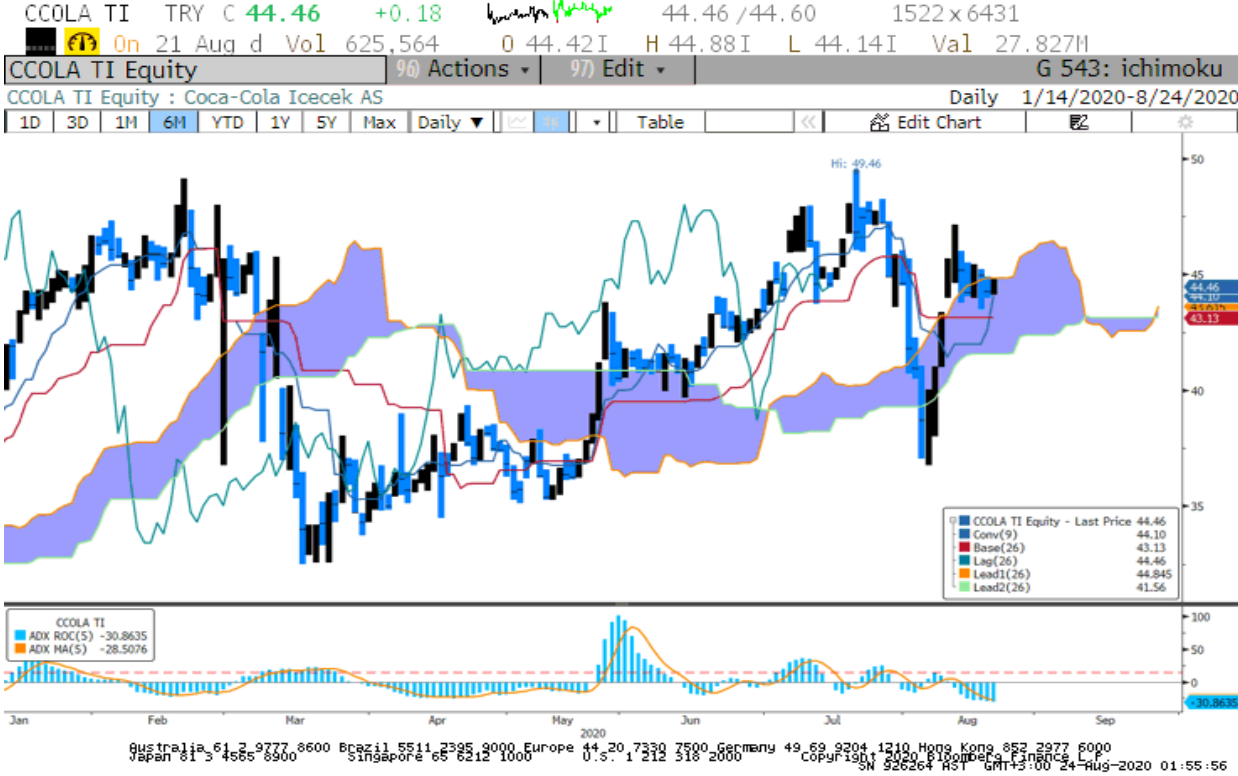 CCOLA TI TRY C 44.46 +0.18 44.46 /44.60 1522 x 6431
On 21 Aug d Vol 625,564 O 44.42I H 44.88I L 44.14I Val 27.827M
CCOLA TI Equity 96) Actions 97) Edit G 543: ichimoku
CCOLA TI Equity : Coca-Cola Icecek AS Daily 1/14/2020-8/24/2020
1D 3D 1M 6M YTD 1Y 5Y Max Daily ▼ Table « Edit Chart
Hi: 49.46
50
45
44.46
44.10
43.13
40
35
CCOLA TI Equity - Last Price 44.46
Conv(9) 44.10
Base(26) 43.13
Lag(26) 44.46
Lead1(26) 44.845
Lead2(26) 41.56
CCOLA TI
ADX ROC(5) -30.8635
ADX MA(5) -28.5076
100
50
0
-30.8635
Jan Feb Mar Apr May Jun Jul Aug Sep
2020
Australia 61 2 9777 8600 Brazil 5511 2395 9000 Europe 44 20 7330 7500 Germany 49 69 9204 1210 Hong Kong 852 2977 6000
Japan 81 3 4565 8900 Singapore 65 6212 1000 U.S. 1 212 318 2000 Copyright 2020 Bloomberg Finance L.P.
SN 926264 AST GMT+3:00 24-Aug-2020 01:55:56